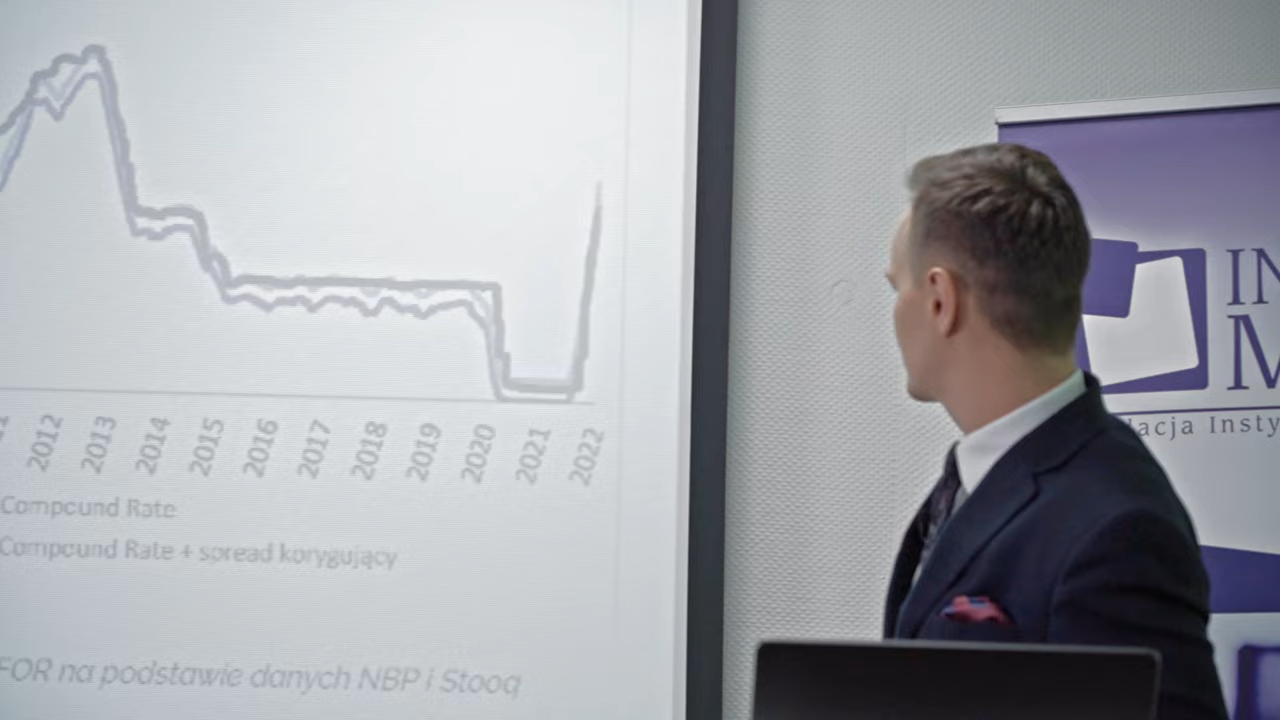 2012 2013 2014 2015 2016 2017 2018 2019 2020 2021 2022
Compound Rate
Compound Rate + spread korygujący
FOR na podstawie danych NBP i Stooq
IN
M
acja Insty